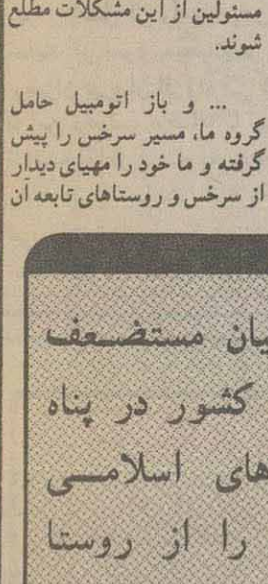 مسئولین از این مشکلات مطلع
شوند.
... و باز اتومبیل حامل
گروه ما، مسیر سرخس را پیش
گرفته و ما خود را مهیای دیدار
از سرخس و روستاهای تابعه ان
یان مستضعف
کشور در پناه
های اسلامی
را از روستا